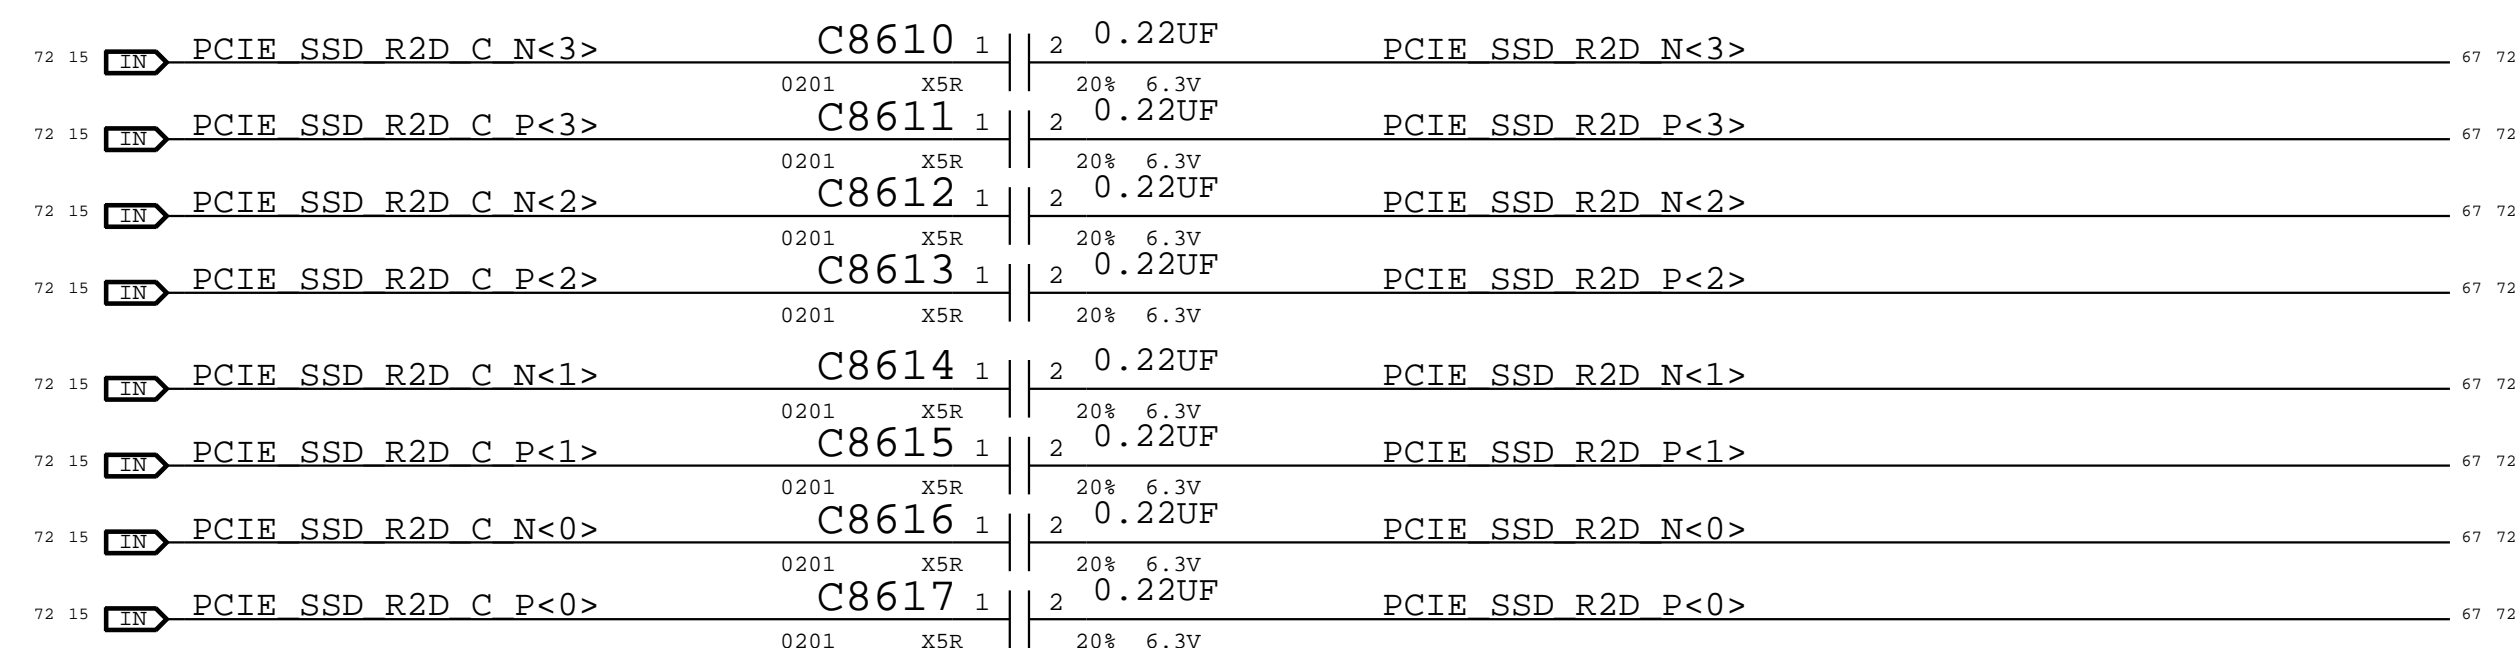 72 15 IN PCIE_SSD_R2D_C_N<3> C8610 1 2 0.22UF PCIE_SSD_R2D_N<3> 67 72
0201 X5R 20% 6.3V
72 15 IN PCIE_SSD_R2D_C_P<3> C8611 1 2 0.22UF PCIE_SSD_R2D_P<3> 67 72
0201 X5R 20% 6.3V
72 15 IN PCIE_SSD_R2D_C_N<2> C8612 1 2 0.22UF PCIE_SSD_R2D_N<2> 67 72
0201 X5R 20% 6.3V
72 15 IN PCIE_SSD_R2D_C_P<2> C8613 1 2 0.22UF PCIE_SSD_R2D_P<2> 67 72
0201 X5R 20% 6.3V
72 15 IN PCIE_SSD_R2D_C_N<1> C8614 1 2 0.22UF PCIE_SSD_R2D_N<1> 67 72
0201 X5R 20% 6.3V
72 15 IN PCIE_SSD_R2D_C_P<1> C8615 1 2 0.22UF PCIE_SSD_R2D_P<1> 67 72
0201 X5R 20% 6.3V
72 15 IN PCIE_SSD_R2D_C_N<0> C8616 1 2 0.22UF PCIE_SSD_R2D_N<0> 67 72
0201 X5R 20% 6.3V
72 15 IN PCIE_SSD_R2D_C_P<0> C8617 1 2 0.22UF PCIE_SSD_R2D_P<0> 67 72
0201 X5R 20% 6.3V